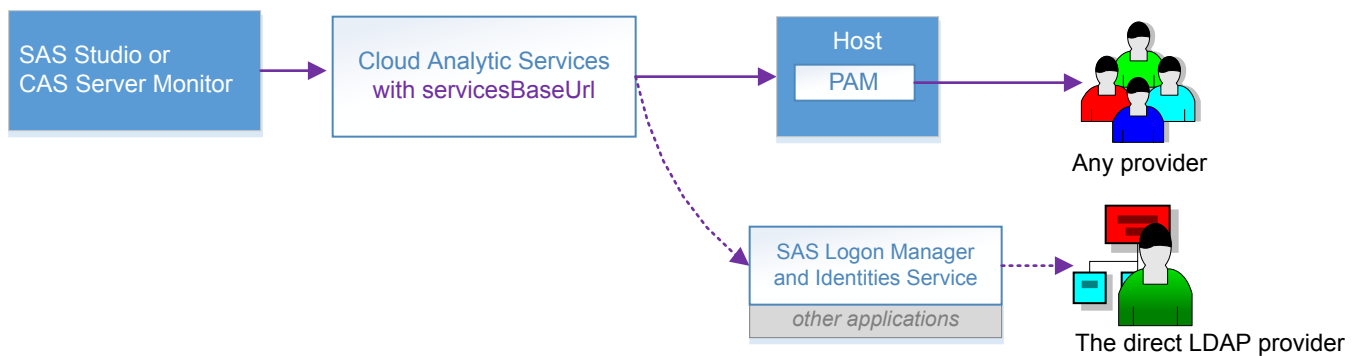 SAS Studio or
CAS Server Monitor
Cloud Analytic Services
with servicesBaseUrl
Host
PAM
Any provider
SAS Logon Manager
and Identities Service
other applications
The direct LDAP provider